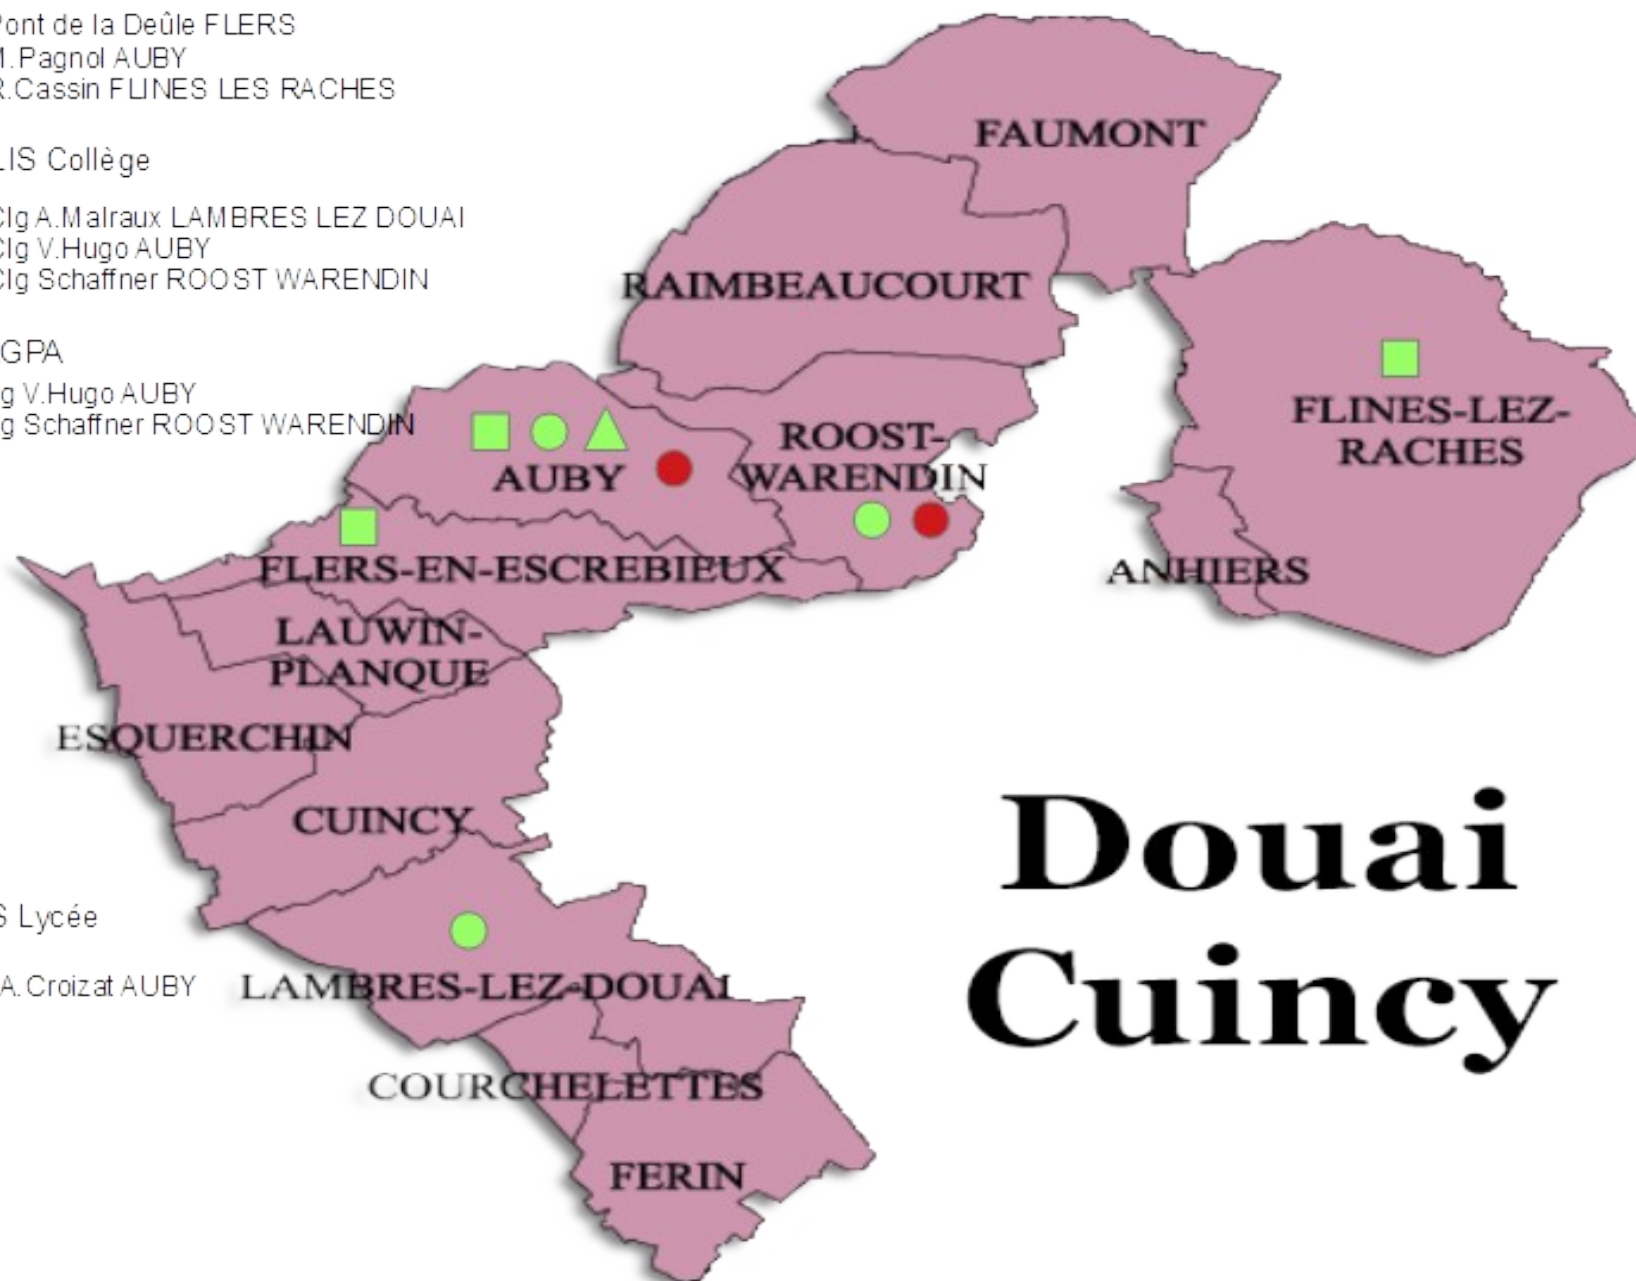 Pont de la Deûle FLERS
M.Pagnol AUBY
R.Cassin FLINES LES RACHES
LIS Collège
Clg A.Malraux LAMBRES LEZ DOUAI
Clg V.Hugo AUBY
Clg Schaffner ROOST WARENDIN
GPA
g V.Hugo AUBY
g Schaffner ROOST WARENDIN
S Lycée
A.Croizat AUBY
FAUMONT
RAIMBEAUCOURT
FLINES-LEZ-
RACHES
ROOST-
WARENDIN
AUBY
ANHIERS
FLERS-EN-ESCREBIEUX
LAUWIN-
PLANQUE
ESQUERCHIN
CUINCY
LAMBRES-LEZ-DOUAI
COURCHELETTES
FERIN
Douai
Cuincy